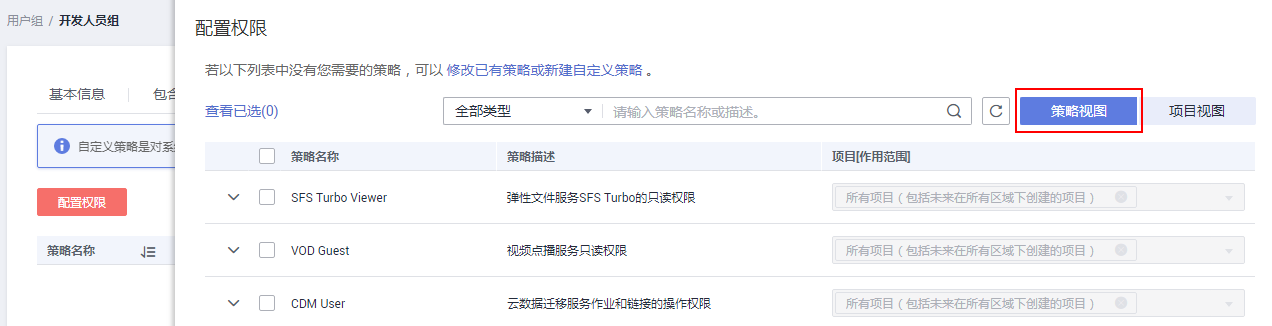 用户组 / 开发人员组
配置权限
若以下列表中没有您需要的策略，可以 修改已有策略或新建自定义策略 。
基本信息 包含
查看已选(0) 全部类型 请输入策略名称或描述。 策略视图 项目视图
自定义策略是对系
策略名称 策略描述 项目[作用范围]
配置权限
SFS Turbo Viewer 弹性文件服务SFS Turbo的只读权限 所有项目（包括未来在所有区域下创建的项目）
策略名称
VOD Guest 视频点播服务只读权限 所有项目（包括未来在所有区域下创建的项目）
CDM User 云数据迁移服务作业和链接的操作权限 所有项目（包括未来在所有区域下创建的项目）